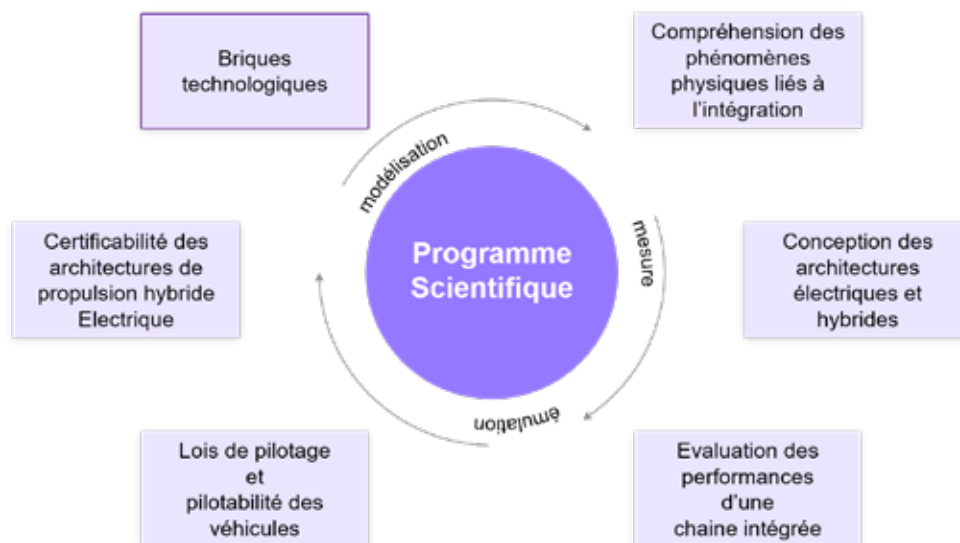 Briques
technologiques
Compréhension des
phénomènes
physiques liés à
l'intégration
modélisation
Certificabilité des
architectures de
propulsion hybride
Electrique
Programme
Scientifique
mesure
Conception des
architectures
électriques et
hybrides
émulation
Lois de pilotage
et
pilotabilité des
véhicules
Evaluation des
performances
d'une
chaine intégrée